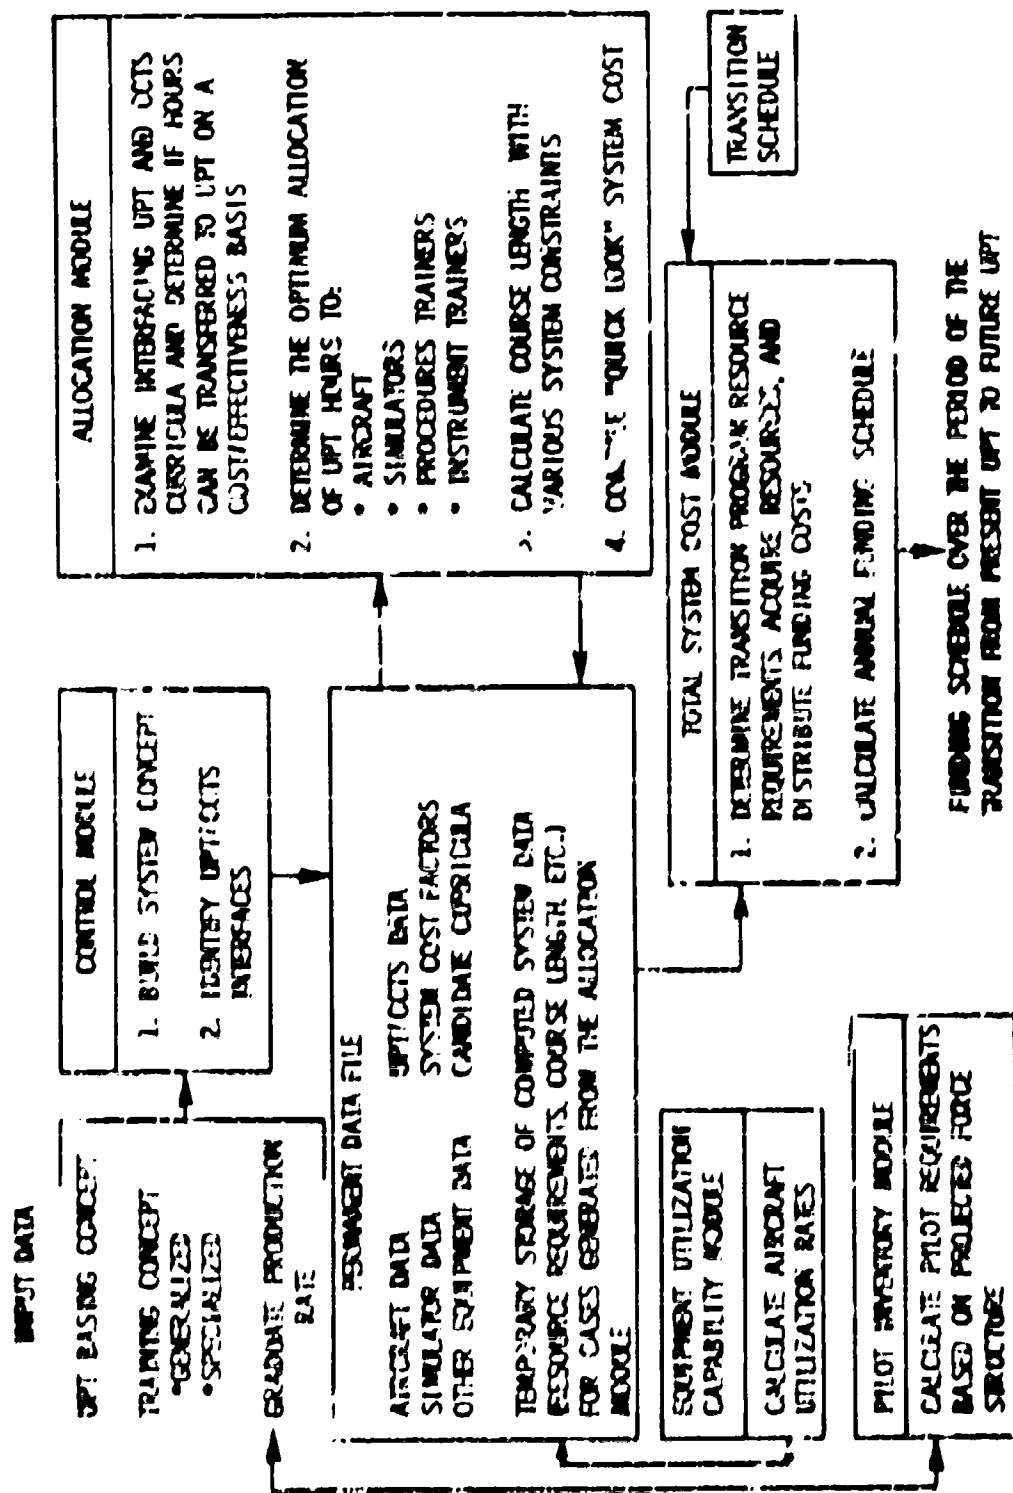 INPUT DATA
UPT BASING CONCEPT
TRAINING CONCEPT
•GENERALIZED
•SPECIALIZED
GRADUATE PRODUCTION
RATE
CONTROL MODULE
1. BUILD SYSTEM CONCEPT
2. IDENTIFY UPT/CCTS
INTERFACES
PERMANENT DATA FILE
AIRCRAFT DATA
SIMULATOR DATA
OTHER EQUIPMENT DATA
UPT/CCTS DATA
SYSTEM COST FACTORS
CANDIDATE CURRICULA
TEMPORARY STORAGE OF COMPUTED SYSTEM DATA
(RESOURCE REQUIREMENTS, COURSE LENGTH, ETC.)
FOR CASES GENERATED FROM THE ALLOCATION
MODULE
ALLOCATION MODULE
1. EXAMINE INTERFACING UPT AND CCTS
CURRICULA AND DETERMINE IF HOURS
CAN BE TRANSFERRED TO UPT ON A
COST/EFFECTIVENESS BASIS
2. DETERMINE THE OPTIMUM ALLOCATION
OF UPT HOURS TO:
• AIRCRAFT
• SIMULATORS
• PROCEDURES TRAINERS
• INSTRUMENT TRAINERS
3. CALCULATE COURSE LENGTH WITH
VARIOUS SYSTEM CONSTRAINTS
4. "QUICK LOOK" SYSTEM COST
EQUIPMENT UTILIZATION
CAPABILITY MODULE
CALCULATE AIRCRAFT
UTILIZATION RATES
PILOT INVENTORY MODULE
CALCULATE PILOT REQUIREMENTS
BASED ON PROJECTED FORCE
STRUCTURE
TOTAL SYSTEM COST MODULE
1. DETERMINE TRANSITION PROGRAM RESOURCE
REQUIREMENTS, ACQUIRE RESOURCES, AND
DISTRIBUTE FUNDING COSTS
2. CALCULATE ANNUAL FUNDING SCHEDULE
TRANSITION
SCHEDULE
FUNDING SCHEDULE OVER THE PERIOD OF THE
TRANSITION FROM PRESENT UPT TO FUTURE UPT